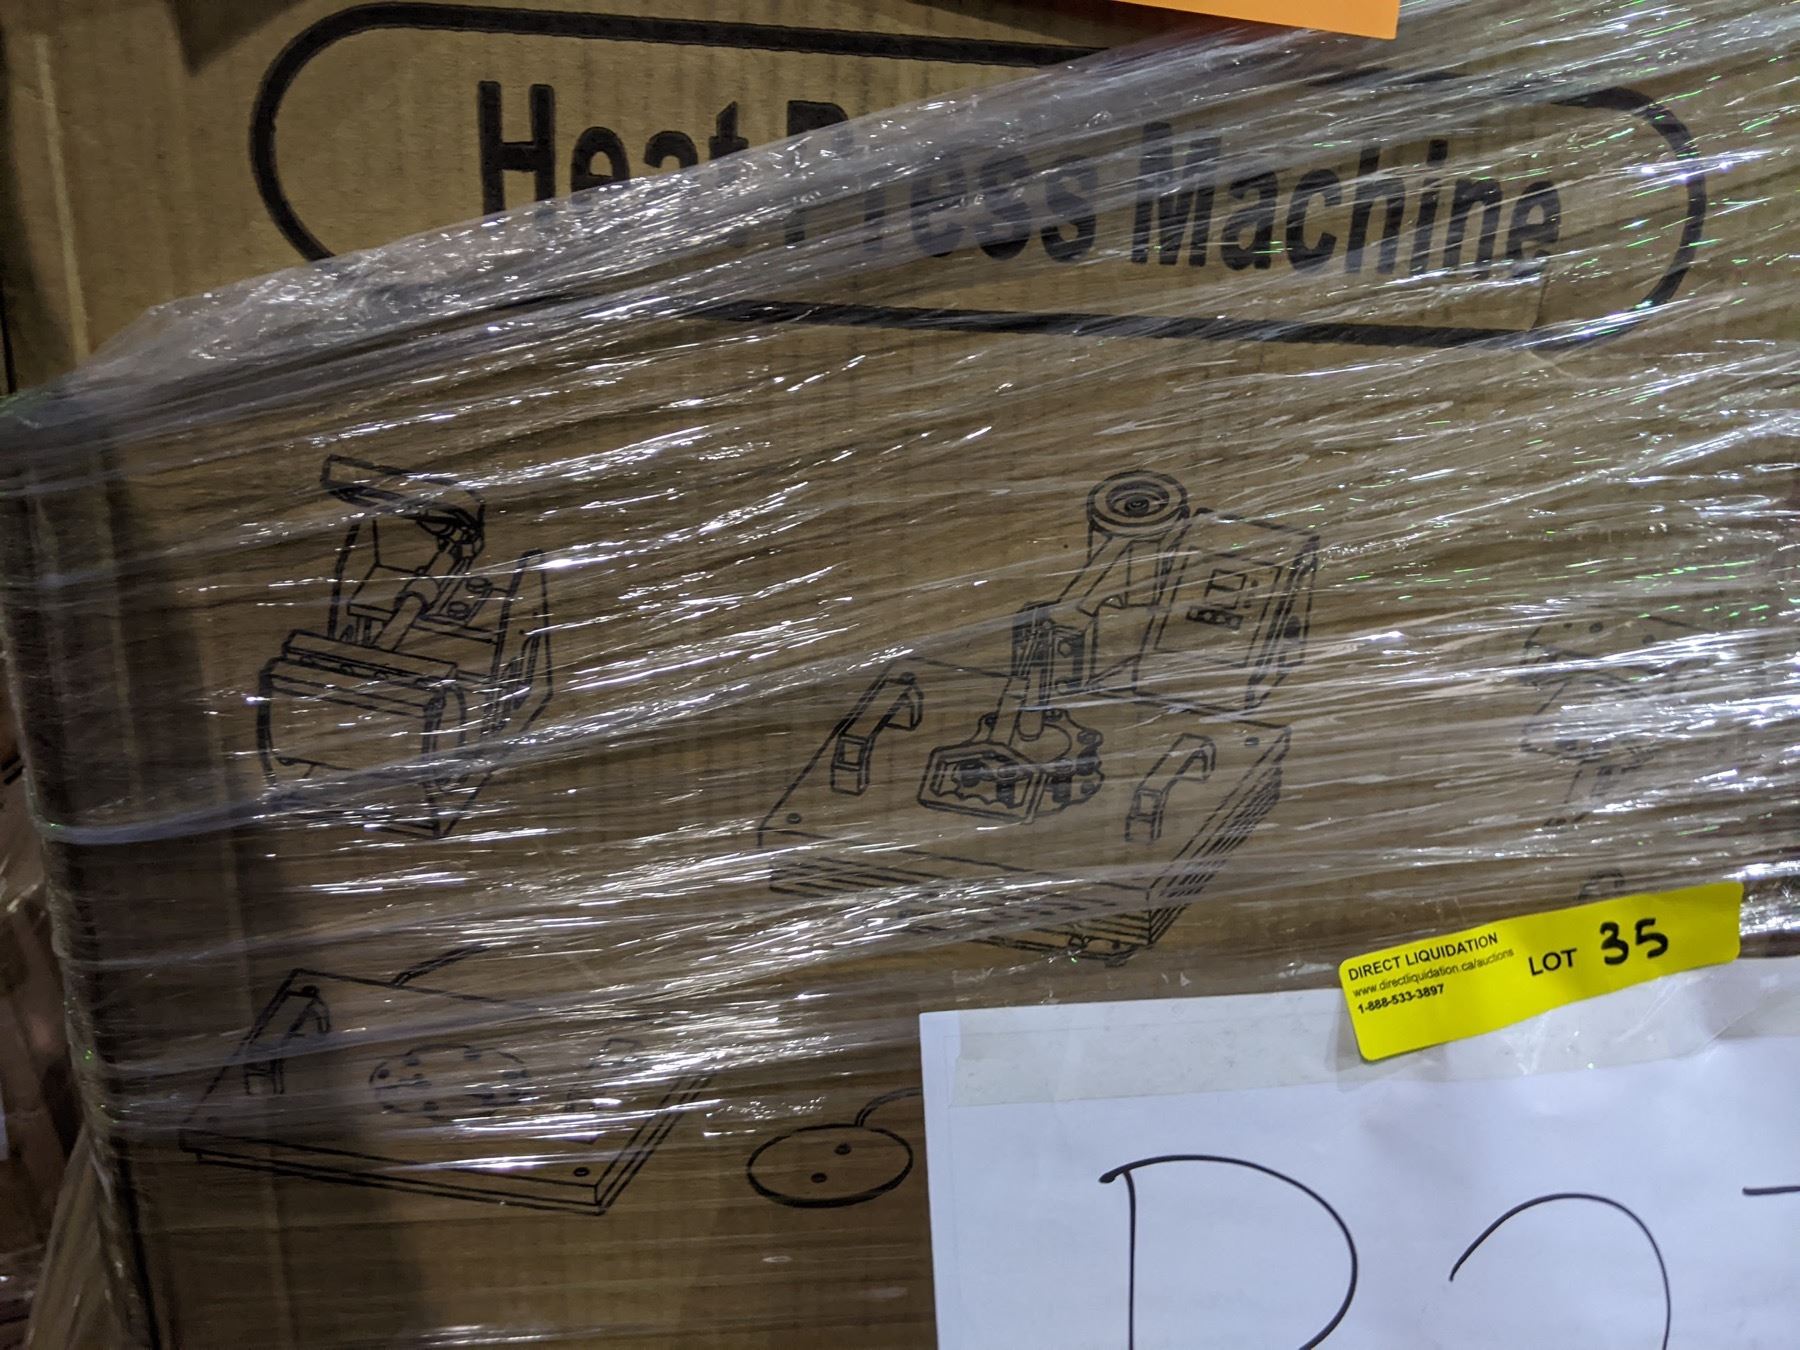 Heat Press Machine
DIRECT LIQUIDATION
www.directliquidation.ca/auctions
1-888-533-3897
LOT 35